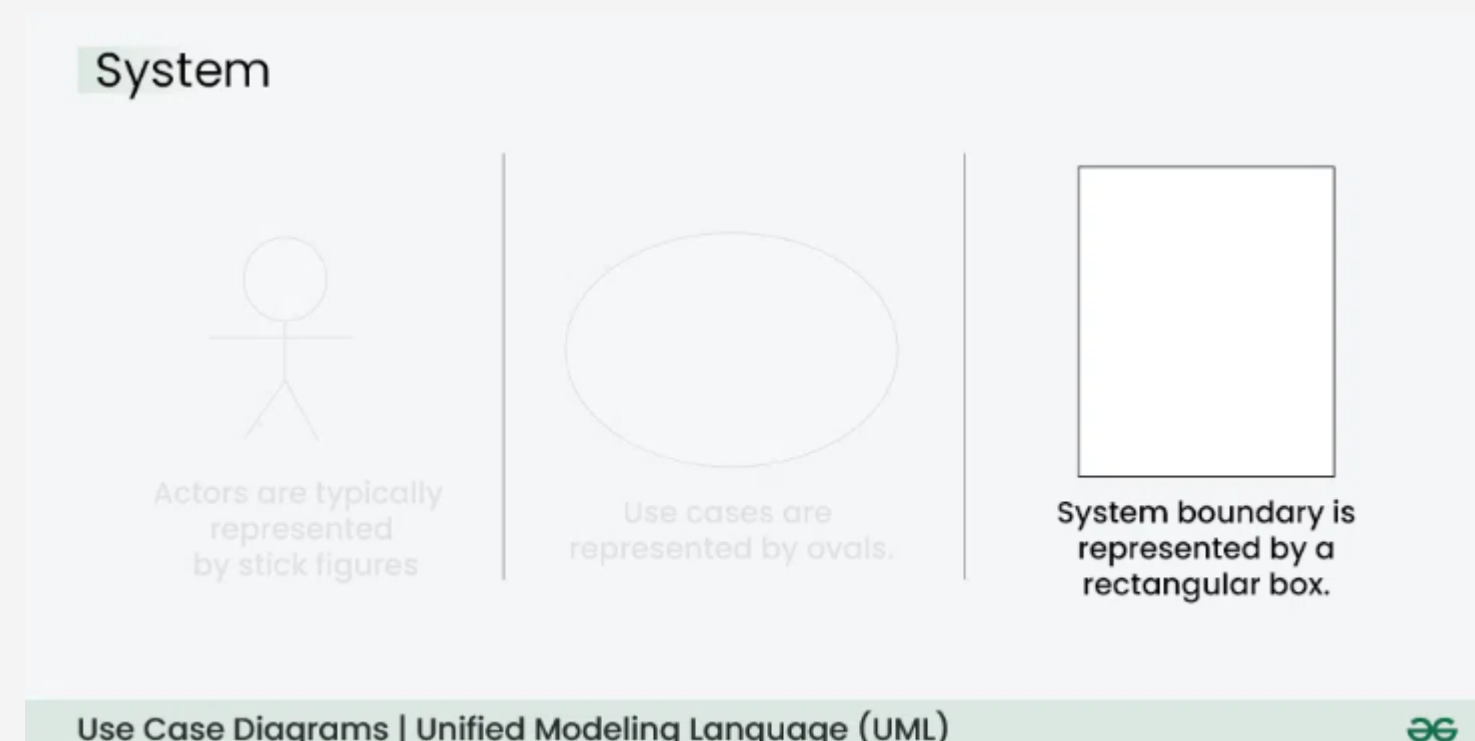 System
Actors are typically
represented
by stick figures
Use cases are
represented by ovals.
System boundary is
represented by a
rectangular box.
Use Case Diagrams | Unified Modeling Language (UML)